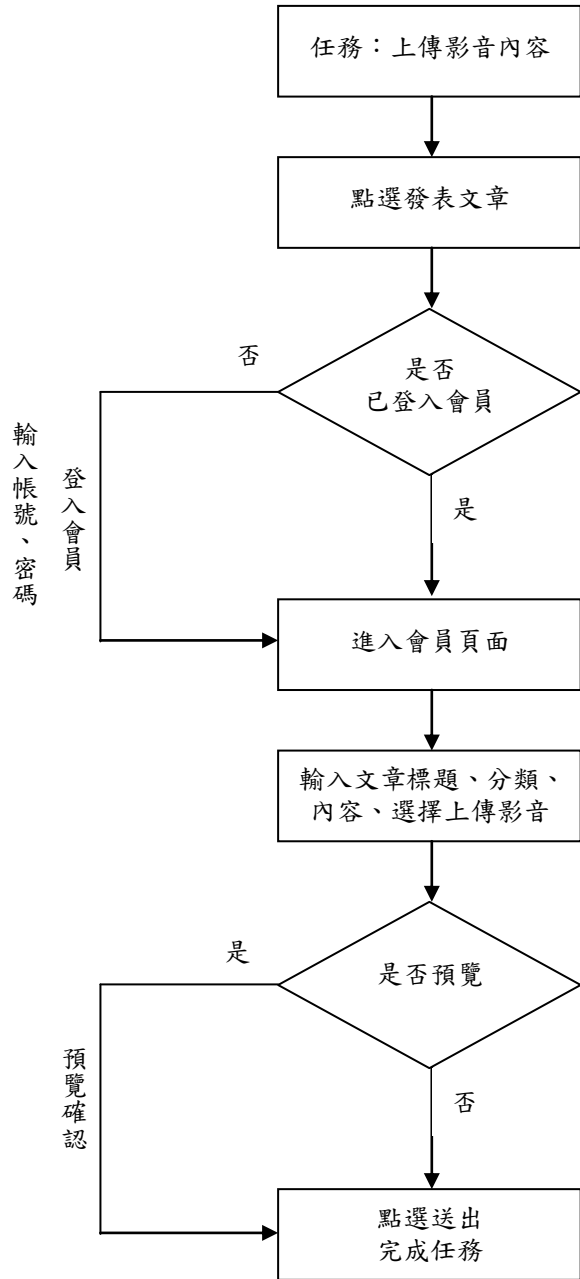 任務：上傳影音內容
點選發表文章
否
是否
已登入會員
輸入帳號、密碼
登入會員
是
進入會員頁面
輸入文章標題、分類、
內容、選擇上傳影音
是
是否預覽
預覽確認
否
點選送出
完成任務